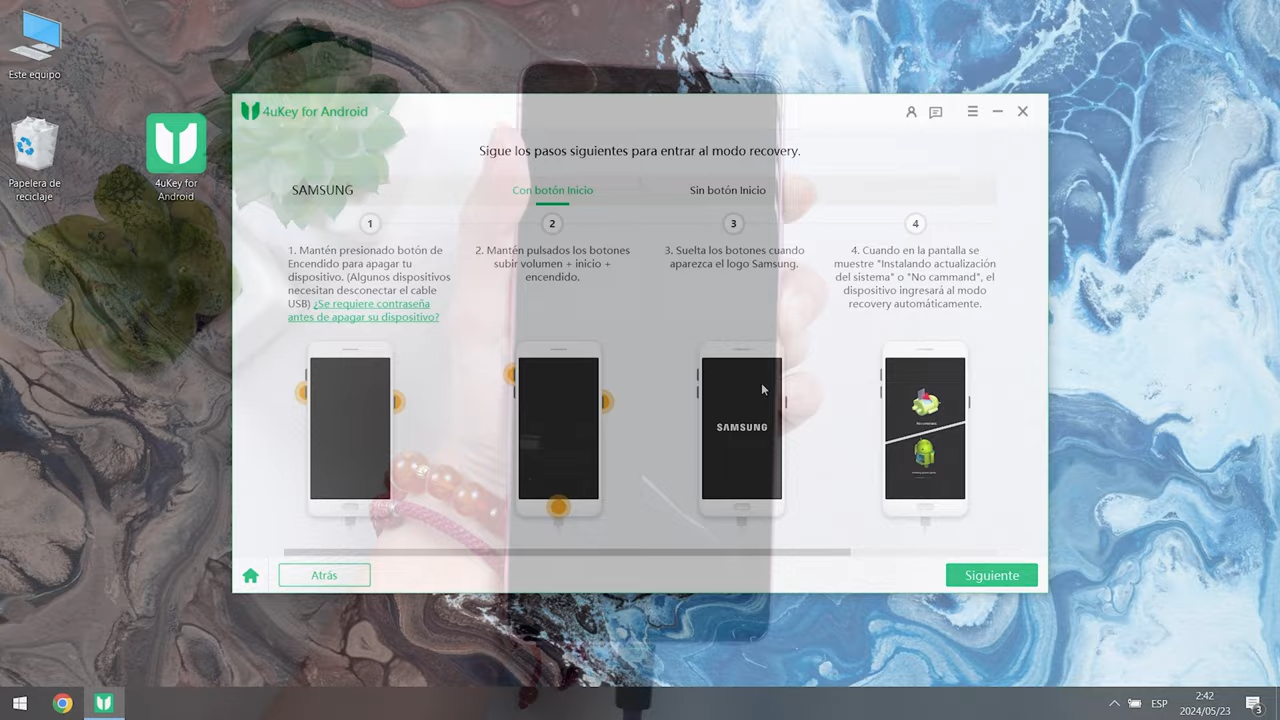 Este equipo
Papelera de
reciclaje
4uKey for
Android
4uKey for Android
Sigue los pasos siguientes para entrar al modo recovery.
SAMSUNG
Con botón Inicio
Sin botón Inicio
1
2
3
4
1. Mantén presionado botón de
Encendido para apagar tu
dispositivo. (Algunos dispositivos
necesitan desconectar el cable
USB) ¿Se requiere contraseña
antes de apagar su dispositivo?
2. Mantén pulsados los botones
subir volumen + inicio +
encendido.
3. Suelta los botones cuando
aparezca el logo Samsung.
4. Cuando en la pantalla se
muestre "Instalando actualización
del sistema" o "No cammand", el
dispositivo ingresará al modo
recovery automáticamente.
SAMSUNG
Atrás
Siguiente
ESP
2:42
2024/05/23
3